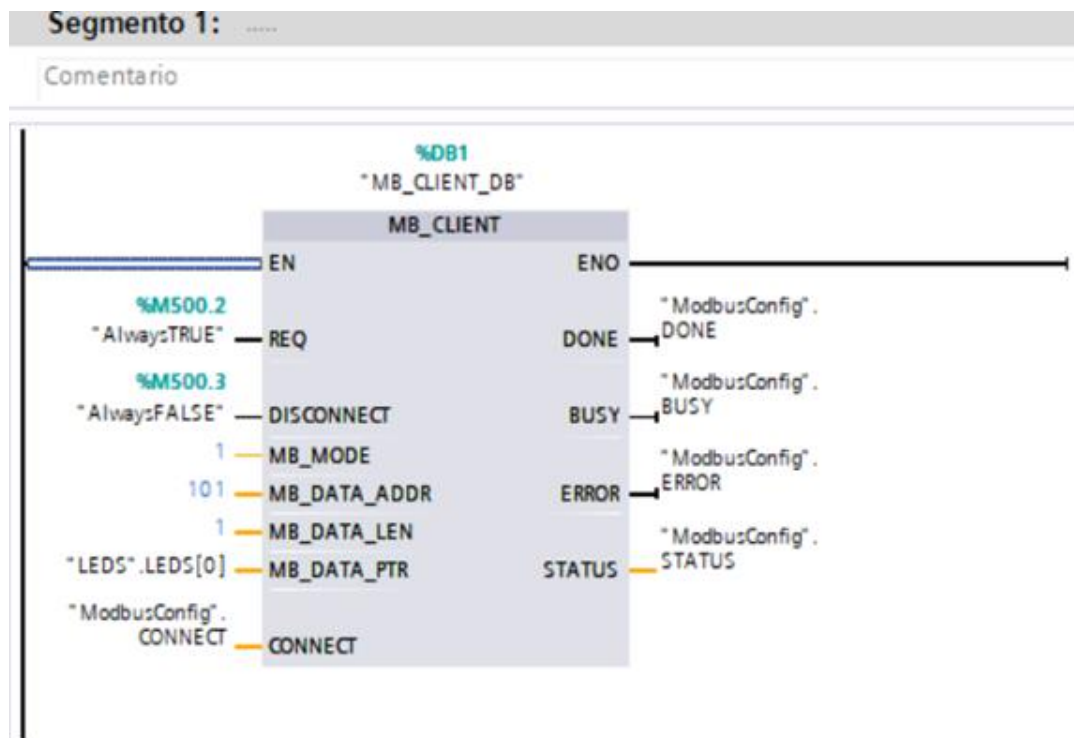 Segmento 1: .....
Comentario
%DB1
"MB_CLIENT_DB"
MB_CLIENT
EN ENO
%M500.2
"AlwaysTRUE" REQ
"ModbusConfig".
DONE DONE
%M500.3
"AlwaysFALSE" DISCONNECT
"ModbusConfig".
BUSY BUSY
1 MB_MODE
101 MB_DATA_ADDR
"ModbusConfig".
ERROR ERROR
1 MB_DATA_LEN
"LEDS".LEDS[0] MB_DATA_PTR
"ModbusConfig".
STATUS STATUS
"ModbusConfig".
CONNECT CONNECT